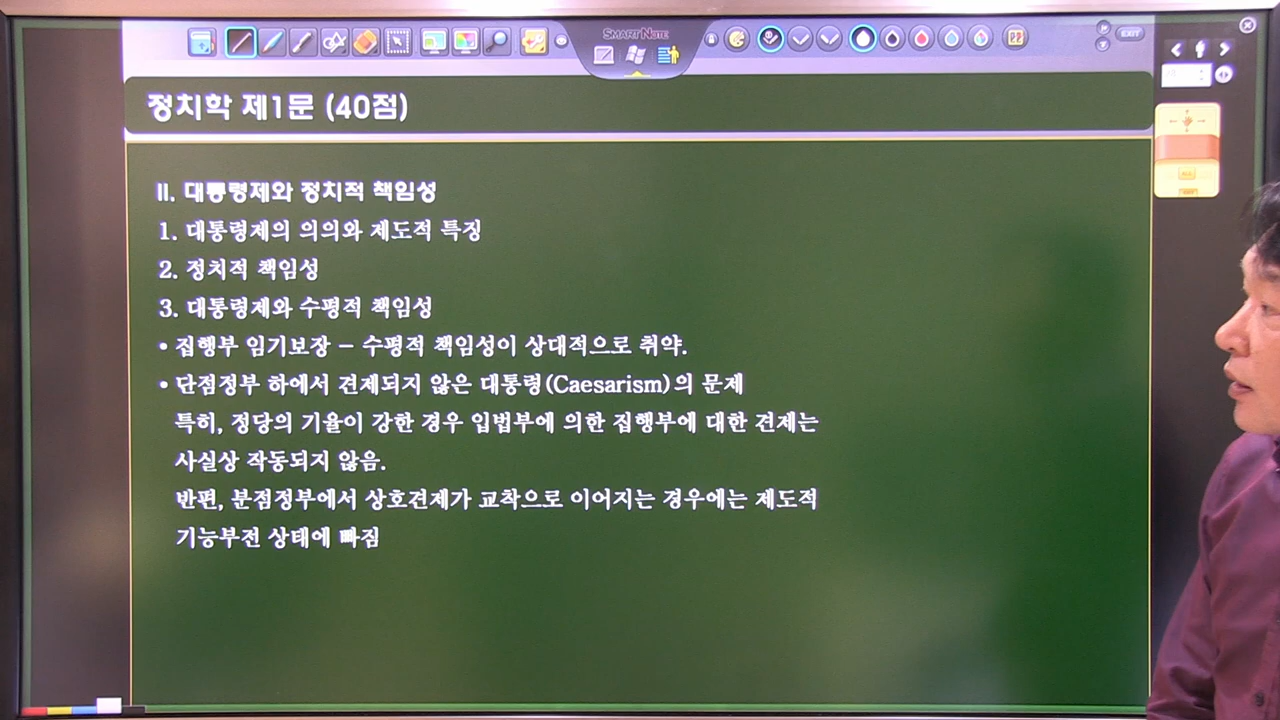 SMART NOTE
EXIT
정치학 제1문 (40점)
II. 대통령제와 정치적 책임성
1. 대통령제의 의의와 제도적 특징
2. 정치적 책임성
3. 대통령제와 수평적 책임성
• 집행부 임기보장 – 수평적 책임성이 상대적으로 취약.
• 단점정부 하에서 견제되지 않은 대통령(Caesarism)의 문제
특히, 정당의 기율이 강한 경우 입법부에 의한 집행부에 대한 견제는
사실상 작동되지 않음.
반편, 분점정부에서 상호견제가 교착으로 이어지는 경우에는 제도적
기능부전 상태에 빠짐